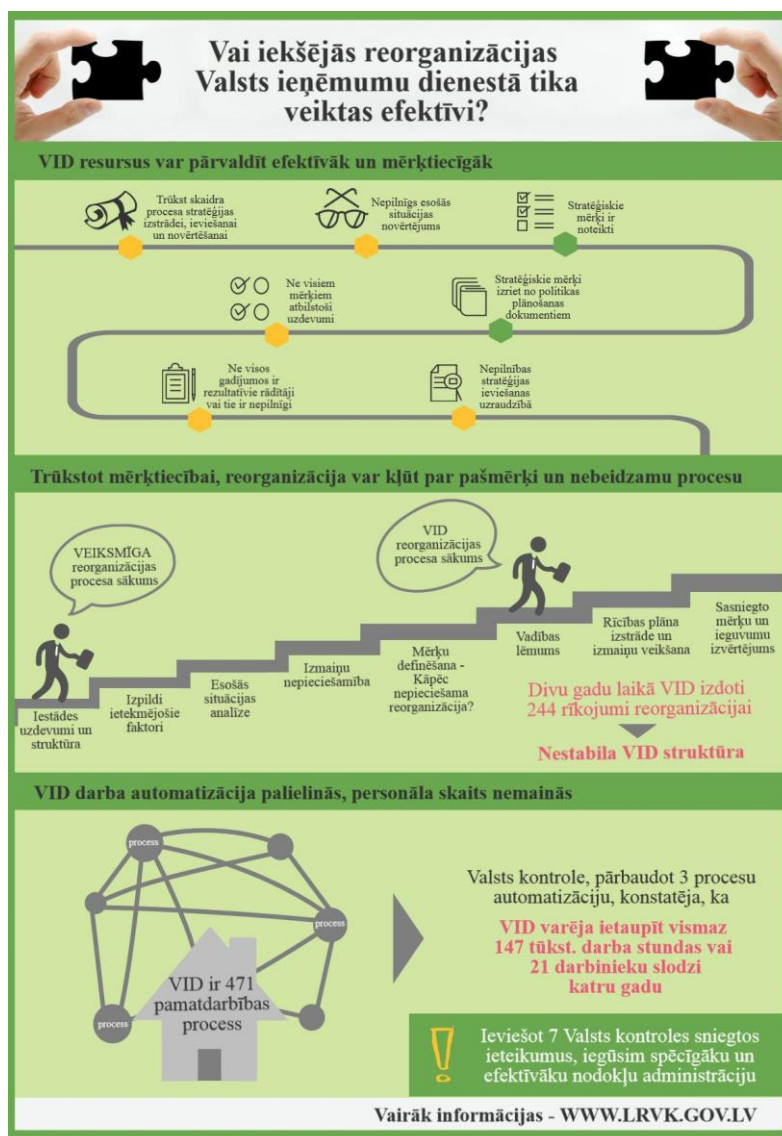 Vai iekšējās reorganizācijas
Valsts ieņēmumu dienestā tika
veiktas efektīvi?
VID resursus var pārvaldīt efektīvāk un mērķtiecīgāk
Trūkst skaidra
procesa stratēģijas
izstrādei, ieviešanai
un novērtēšanai
Nepilnīgs esošās
situācijas
novērtējums
Stratēģiskie
mērķi ir
noteikti
Ne visiem
mērķiem
atbilstoši
uzdevumi
Stratēģiskie mērķi
izriet no politikas
plānošanas
dokumentiem
Ne visos
gadījumos ir
rezultatīvie rādītāji
vai tie ir nepilnīgi
Nepilnības
stratēģijas
ieviešanas
uzraudzībā
Trūkstot mērķtiecībai, reorganizācija var kļūt par pašmērķi un nebeidzamu procesu
VEIKSMĪGA
reorganizācijas
procesa sākums
VID
reorganizācijas
procesa sākums
Iestādes
uzdevumi un
struktūra
Izpildi
ietekmējošie
faktori
Esošās
situācijas
analīze
Izmaiņu
nepieciešamība
Mērķu
definēšana -
Kāpēc
nepieciešama
reorganizācija?
Vadības
lēmums
Rīcības plāna
izstrāde un
izmaiņu veikšana
Sasniegto
mērķu un
ieguvumu
izvērtējums
Divu gadu laikā VID izdoti
244 rīkojumi reorganizācijai
Nestabila VID struktūra
VID darba automatizācija palielinās, personāla skaits nemainās
process
process
process
VID ir 471
pamatdarbības
process
Valsts kontrole, pārbaudot 3 procesu
automatizāciju, konstatēja, ka
VID varēja ietaupīt vismaz
147 tūkst. darba stundas vai
21 darbinieku slodzi
katru gadu
Ieviešot 7 Valsts kontroles sniegtos
ieteikumus, iegūsim spēcīgāku un
efektīvāku nodokļu administrāciju
Vairāk informācijas - WWW.LRVK.GOV.LV